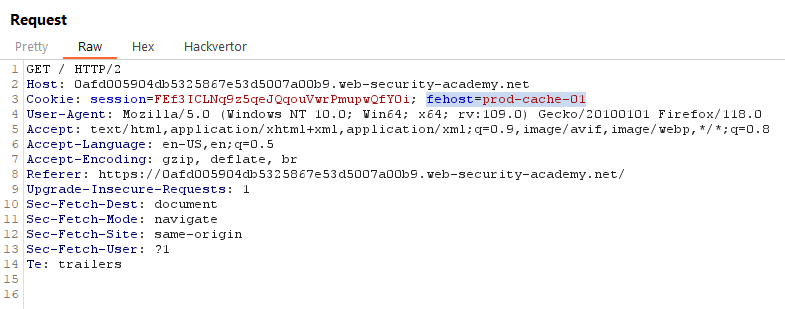 Request
Pretty Raw Hex Hackvertor
1 GET / HTTP/2
2 Host: 0afd005904db5325867e53d5007a00b9.web-security-academy.net
3 Cookie: session=FEf3ICLNq9z5qeJQqouVwrPmupwQfY0i; fehost=prod-cache-01
4 User-Agent: Mozilla/5.0 (Windows NT 10.0; Win64; x64; rv:109.0) Gecko/20100101 Firefox/118.0
5 Accept: text/html,application/xhtml+xml,application/xml;q=0.9,image/avif,image/webp,*/*;q=0.8
6 Accept-Language: en-US,en;q=0.5
7 Accept-Encoding: gzip, deflate, br
8 Referer: https://0afd005904db5325867e53d5007a00b9.web-security-academy.net/
9 Upgrade-Insecure-Requests: 1
10 Sec-Fetch-Dest: document
11 Sec-Fetch-Mode: navigate
12 Sec-Fetch-Site: same-origin
13 Sec-Fetch-User: ?1
14 Te: trailers
15
16